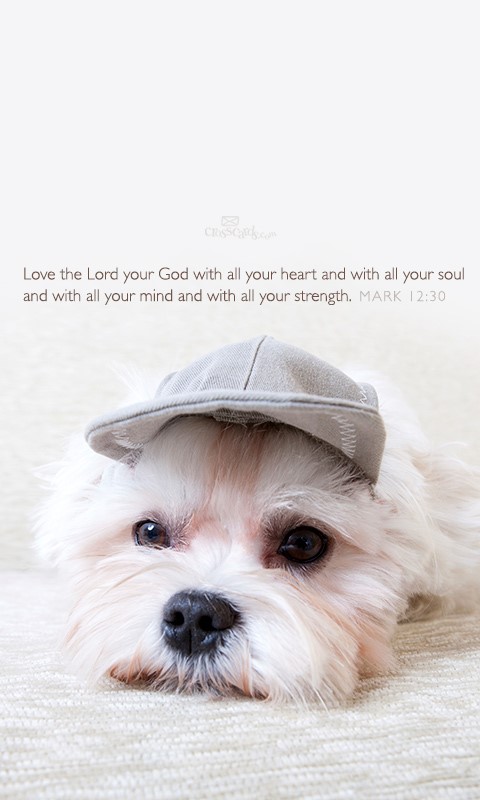 crosscards.com
Love the Lord your God with all your heart and with all your soul
and with all your mind and with all your strength. MARK 12:30